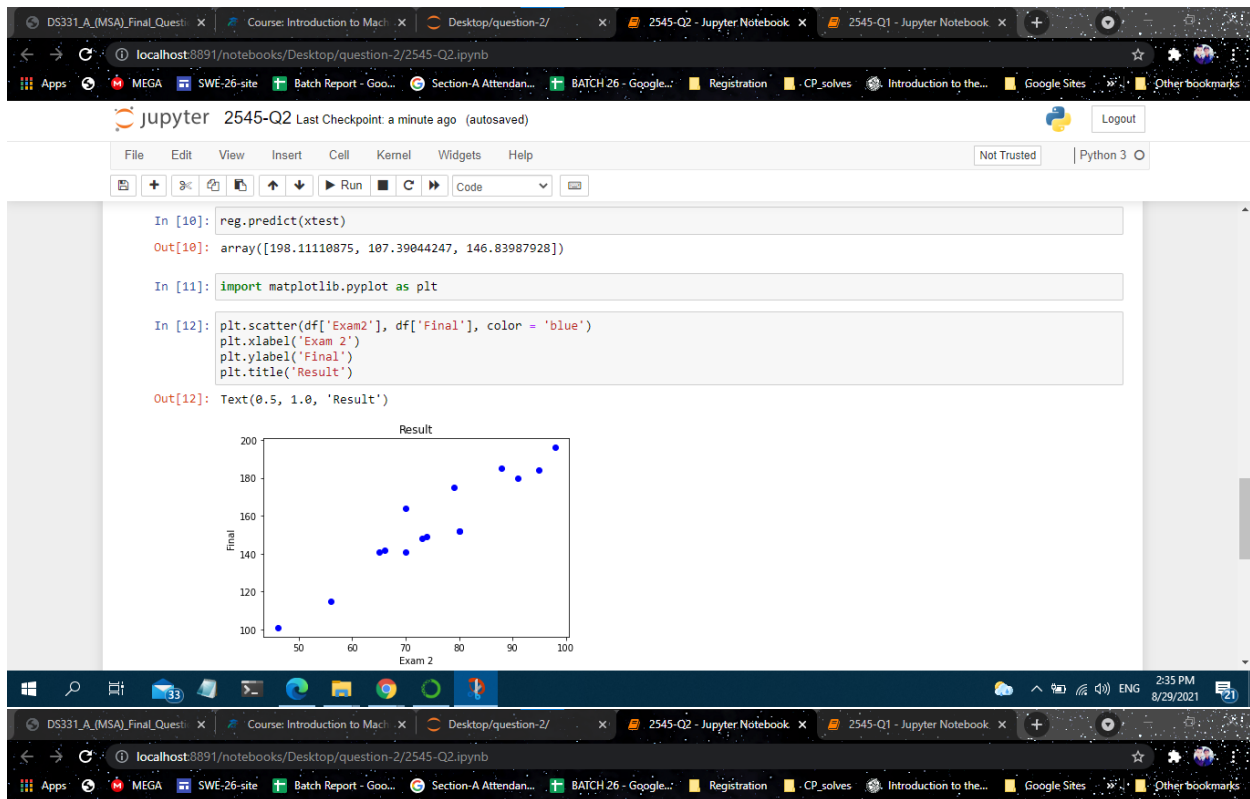 DS331_A_(MSA)_Final_Questi
Course: Introduction to Mach
Desktop/question-2/
2545-Q2 - Jupyter Notebook
2545-Q1 - Jupyter Notebook
localhost:8891/notebooks/Desktop/question-2/2545-Q2.ipynb
Apps
MEGA
SWE-26-site
Batch Report - Goo...
Section-A Attendan...
BATCH 26 - Google...
Registration
CP_solves
Introduction to the...
Google Sites
»
Other bookmarks
jupyter 2545-Q2 Last Checkpoint: a minute ago (autosaved)
Logout
File Edit View Insert Cell Kernel Widgets Help
Not Trusted
Python 3
Run
Code
In [10]: reg.predict(xtest)
Out[10]: array([198.11110875, 107.39044247, 146.83987928])
In [11]: import matplotlib.pyplot as plt
In [12]: plt.scatter(df['Exam2'], df['Final'], color = 'blue')
plt.xlabel('Exam 2')
plt.ylabel('Final')
plt.title('Result')
Out[12]: Text(0.5, 1.0, 'Result')
Result
200
180
160
140
120
100
Final
50 60 70 80 90 100
Exam 2
33
ENG
2:35 PM
8/29/2021
21
DS331_A_(MSA)_Final_Questi
Course: Introduction to Mach
Desktop/question-2/
2545-Q2 - Jupyter Notebook
2545-Q1 - Jupyter Notebook
localhost:8891/notebooks/Desktop/question-2/2545-Q2.ipynb
Apps
MEGA
SWE-26-site
Batch Report - Goo...
Section-A Attendan...
BATCH 26 - Google...
Registration
CP_solves
Introduction to the...
Google Sites
»
Other bookmarks